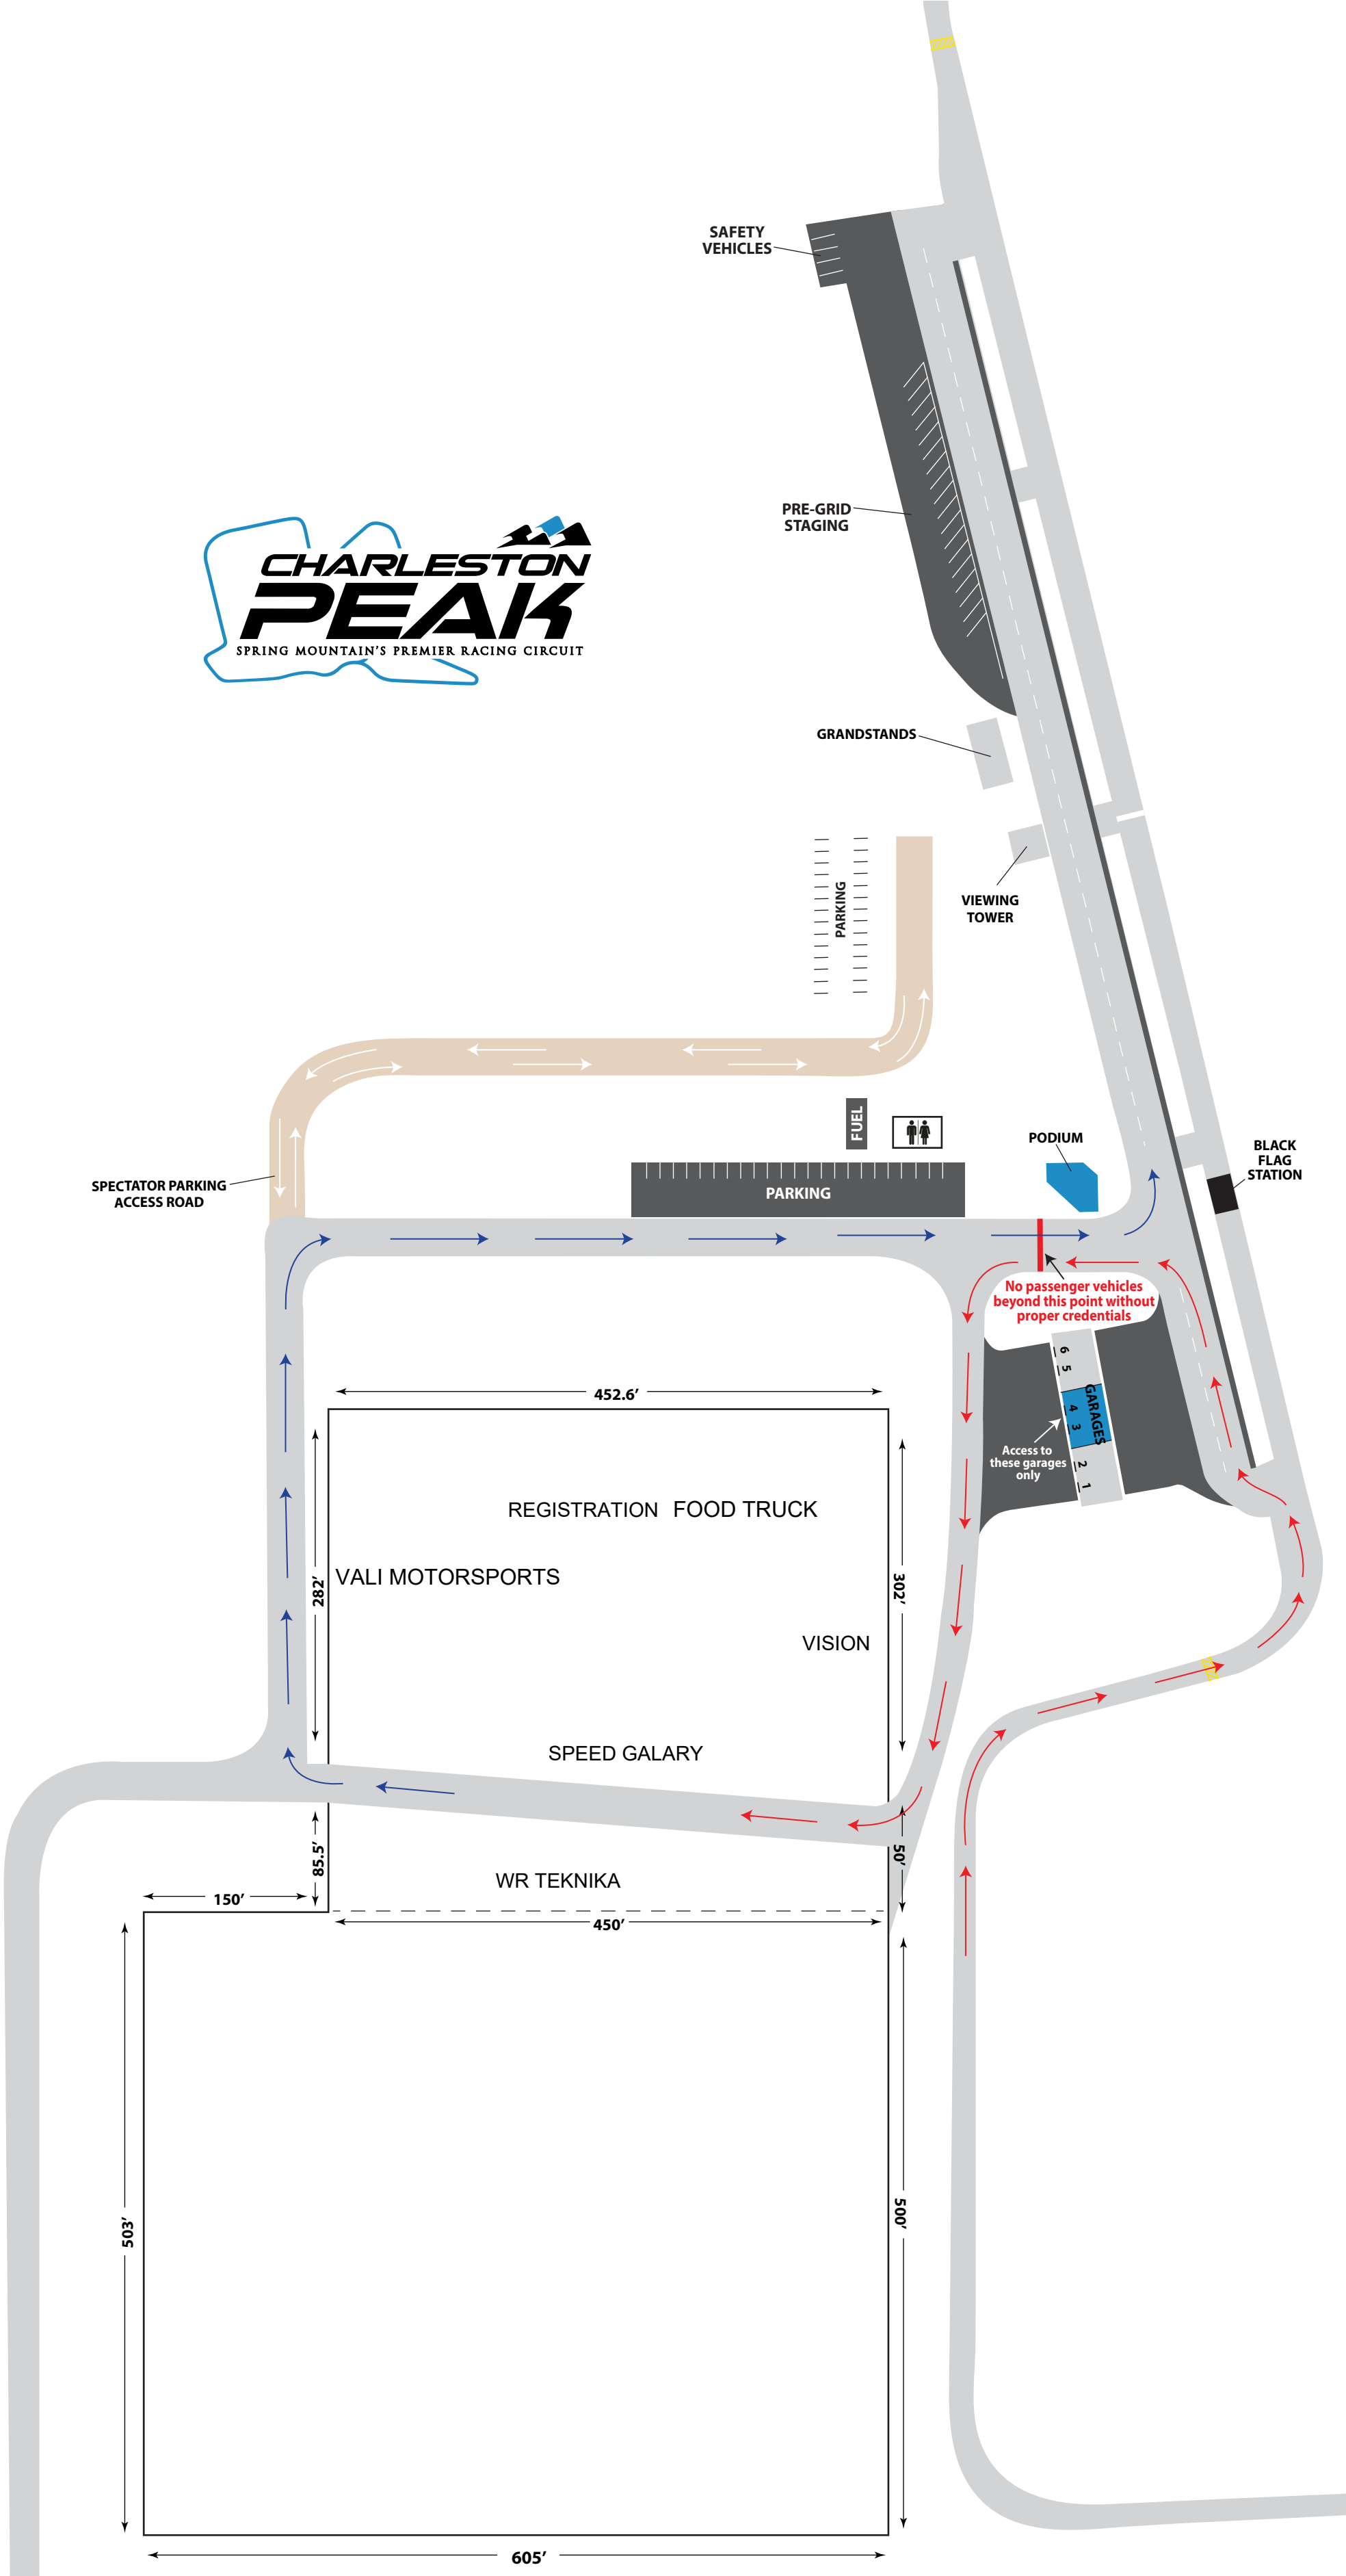 SAFETY
VEHICLES
PRE-GRID
STAGING
CHARLESTON
PEAK
SPRING MOUNTAIN'S PREMIER RACING CIRCUIT
GRANDSTANDS
VIEWING
TOWER
PARKING
FUEL
PODIUM
BLACK
FLAG
STATION
SPECTATOR PARKING
ACCESS ROAD
PARKING
No passenger vehicles
beyond this point without
proper credentials
6
5
4
3
2
1
GARAGES
Access to
these garages
only
452.6'
REGISTRATION FOOD TRUCK
VALI MOTORSPORTS
282'
302'
VISION
SPEED GALARY
85.5'
50'
WR TEKNIKA
150'
450'
503'
500'
605'